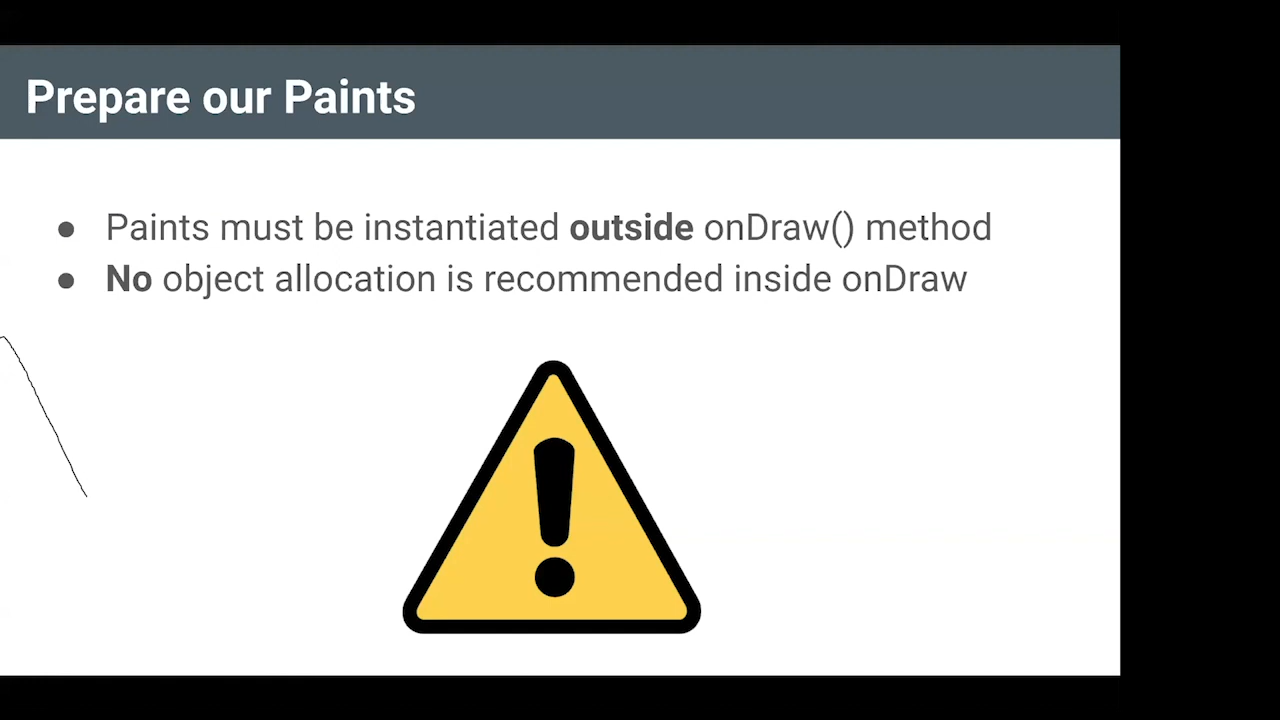 Prepare our Paints
● Paints must be instantiated outside onDraw() method
● No object allocation is recommended inside onDraw